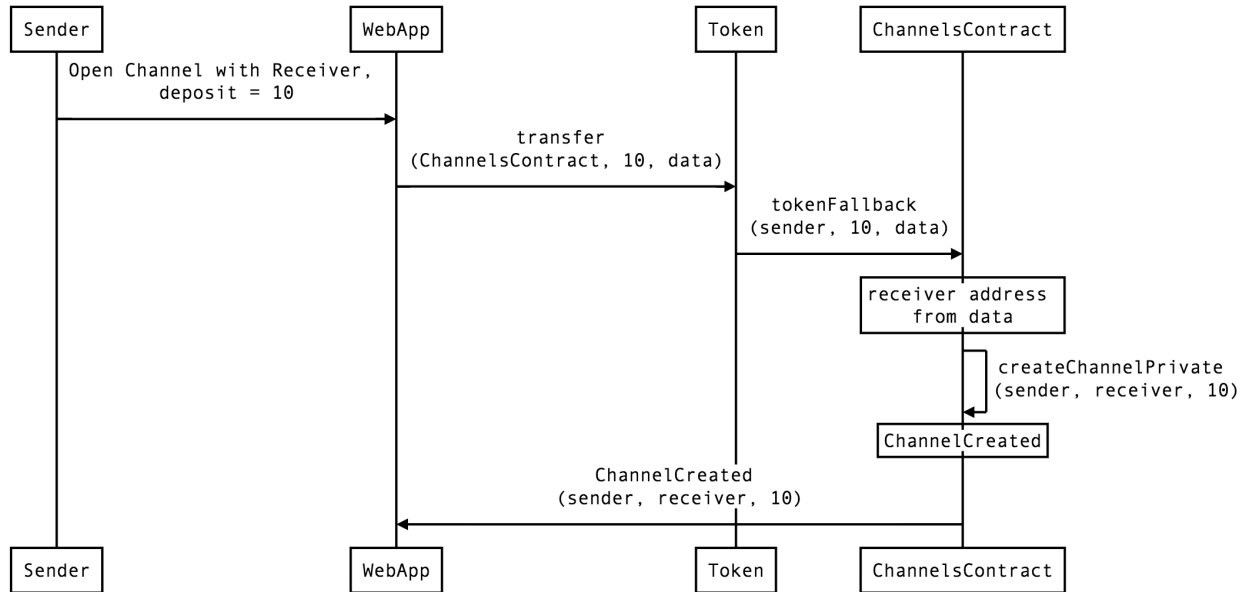 Sender
WebApp
Token
ChannelsContract
Open Channel with Receiver,
deposit = 10
transfer
(ChannelsContract, 10, data)
tokenFallback
(sender, 10, data)
receiver address
from data
createChannelPrivate
(sender, receiver, 10)
ChannelCreated
ChannelCreated
(sender, receiver, 10)
Sender
WebApp
Token
ChannelsContract